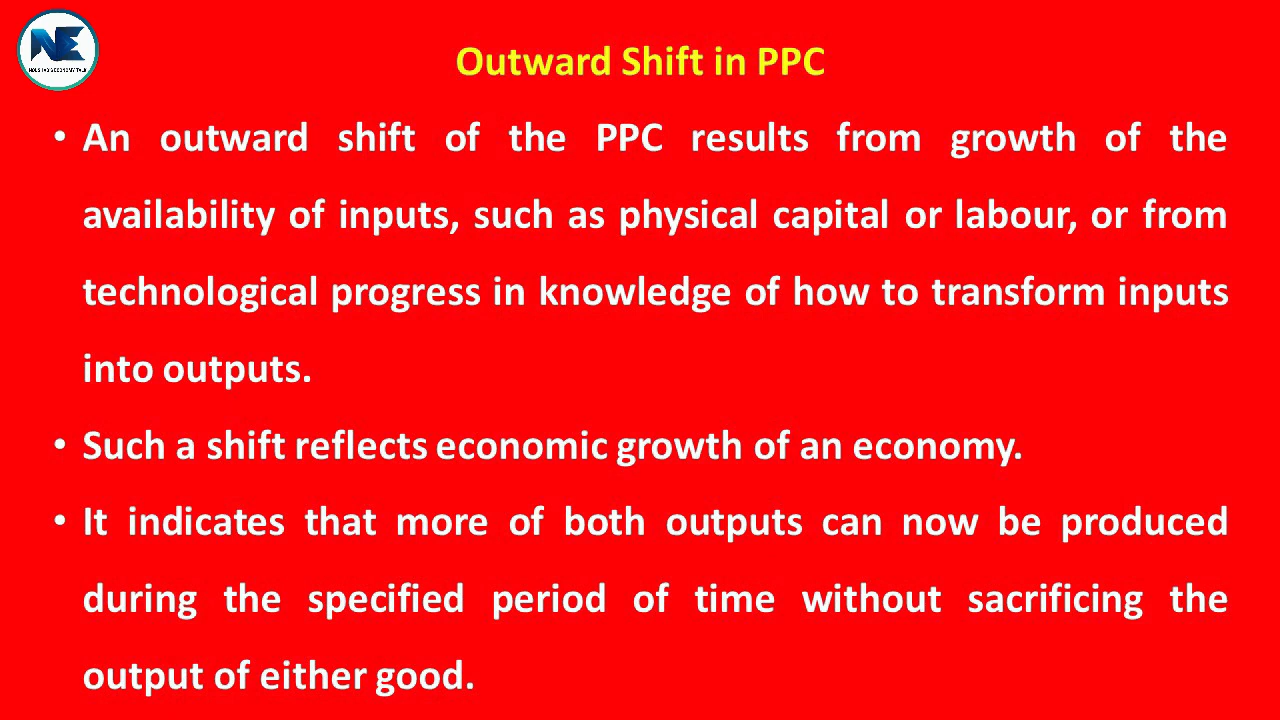 NE
Outward Shift in PPC
• An outward shift of the PPC results from growth of the
availability of inputs, such as physical capital or labour, or from
technological progress in knowledge of how to transform inputs
into outputs.
• Such a shift reflects economic growth of an economy.
• It indicates that more of both outputs can now be produced
during the specified period of time without sacrificing the
output of either good.